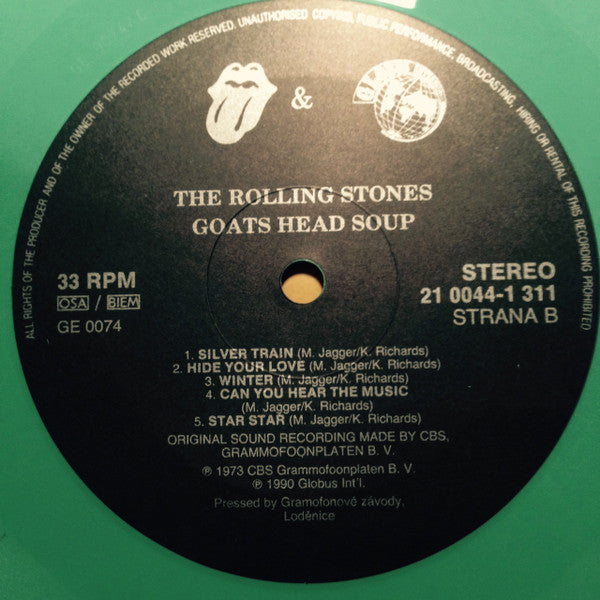 ALL RIGHTS OF THE PRODUCER AND OF THE OWNER OF THE RECORDED WORK RESERVED. UNAUTHORISED COPYING, PUBLIC PERFORMANCE, BROADCASTING, HIRING OR RENTAL OF THIS RECORDING PROHIBITED
&
THE ROLLING STONES
GOATS HEAD SOUP
33 RPM
OSA / BIEM
GE 0074
STEREO
21 0044-1 311
STRANA B
1. SILVER TRAIN (M. Jagger/K. Richards)
2. HIDE YOUR LOVE (M. Jagger/K. Richards)
3. WINTER (M. Jagger/K. Richards)
4. CAN YOU HEAR THE MUSIC
(M. Jagger/K. Richards)
5. STAR STAR (M. Jagger/K. Richards)
ORIGINAL SOUND RECORDING MADE BY CBS,
GRAMMOFOONPLATEN B. V.
℗ 1973 CBS Grammofoonplaten B. V.
℗ 1990 Globus Int'l.
Pressed by Gramofonové závody,
Loděnice